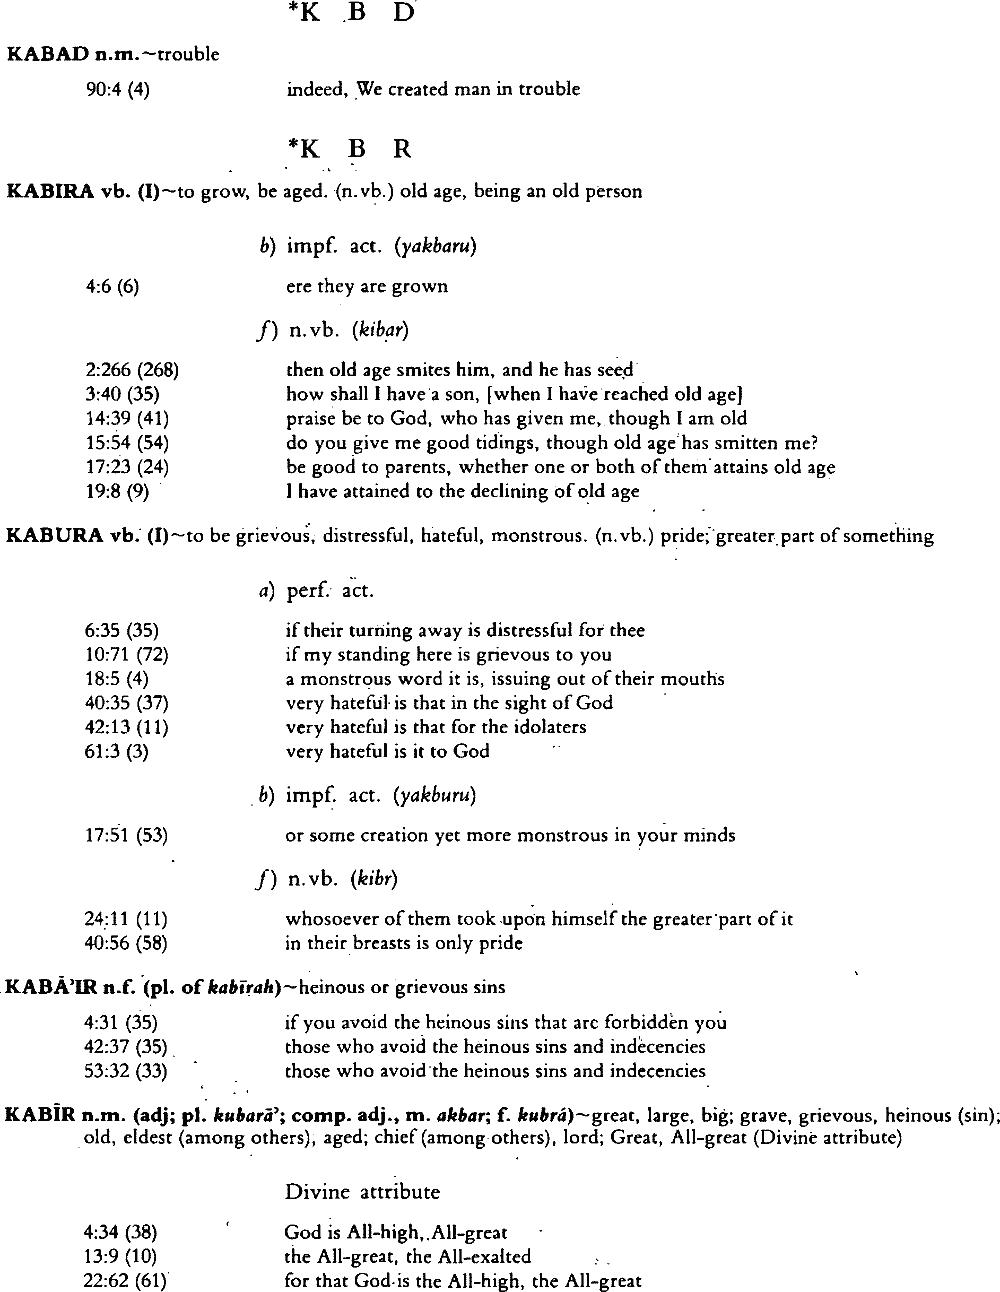 *K B D
KABAD n.m.~trouble
90:4 (4) indeed, We created man in trouble
*K B R
KABIRA vb. (I)~to grow, be aged. (n.vb.) old age, being an old person
b) impf. act. (yakbaru)
4:6 (6) ere they are grown
f) n.vb. (kibar)
2:266 (268) then old age smites him, and he has seed
3:40 (35) how shall I have a son, [when I have reached old age]
14:39 (41) praise be to God, who has given me, though I am old
15:54 (54) do you give me good tidings, though old age has smitten me?
17:23 (24) be good to parents, whether one or both of them attains old age
19:8 (9) I have attained to the declining of old age
KABURA vb. (I)~to be grievous, distressful, hateful, monstrous. (n.vb.) pride; greater part of something
a) perf. act.
6:35 (35) if their turning away is distressful for thee
10:71 (72) if my standing here is grievous to you
18:5 (4) a monstrous word it is, issuing out of their mouths
40:35 (37) very hateful is that in the sight of God
42:13 (11) very hateful is that for the idolaters
61:3 (3) very hateful is it to God
b) impf. act. (yakburu)
17:51 (53) or some creation yet more monstrous in your minds
f) n.vb. (kibr)
24:11 (11) whosoever of them took upon himself the greater part of it
40:56 (58) in their breasts is only pride
KABĀ’IR n.f. (pl. of kabīrah)~heinous or grievous sins
4:31 (35) if you avoid the heinous sins that are forbidden you
42:37 (35) those who avoid the heinous sins and indecencies
53:32 (33) those who avoid the heinous sins and indecencies
KABĪR n.m. (adj; pl. kubarā’; comp. adj., m. akbar; f. kubrá)~great, large, big; grave, grievous, heinous (sin);
old, eldest (among others), aged; chief (among others), lord; Great, All-great (Divine attribute)
Divine attribute
4:34 (38) God is All-high, All-great
13:9 (10) the All-great, the All-exalted
22:62 (61) for that God is the All-high, the All-great